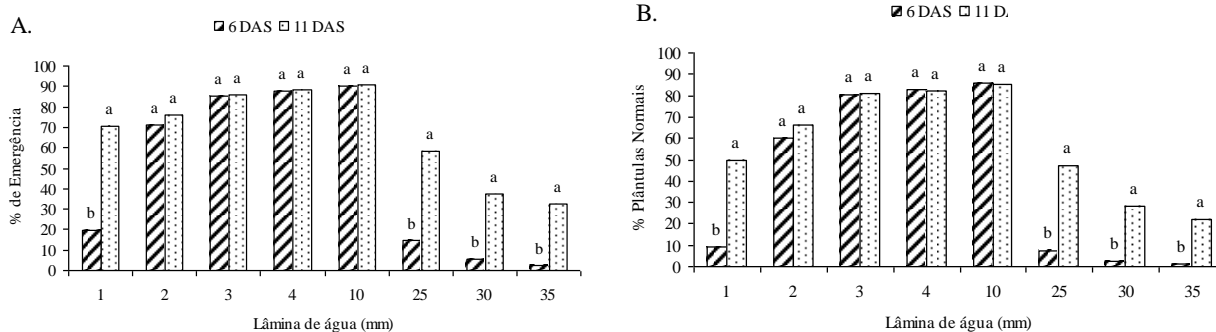 A.
6 DAS 11 DAS
a a a a a a a a a a a
b b b b
100
90
80
70
60
50
40
30
20
10
0
% de Emergência
1 2 3 4 10 25 30 35
Lâmina de água (mm)
B.
6 DAS 11 DA
a a a a a a a a a a a a
b b b b
100
90
80
70
60
50
40
30
20
10
0
% Plântulas Normais
1 2 3 4 10 25 30 35
Lâmina de água (mm)